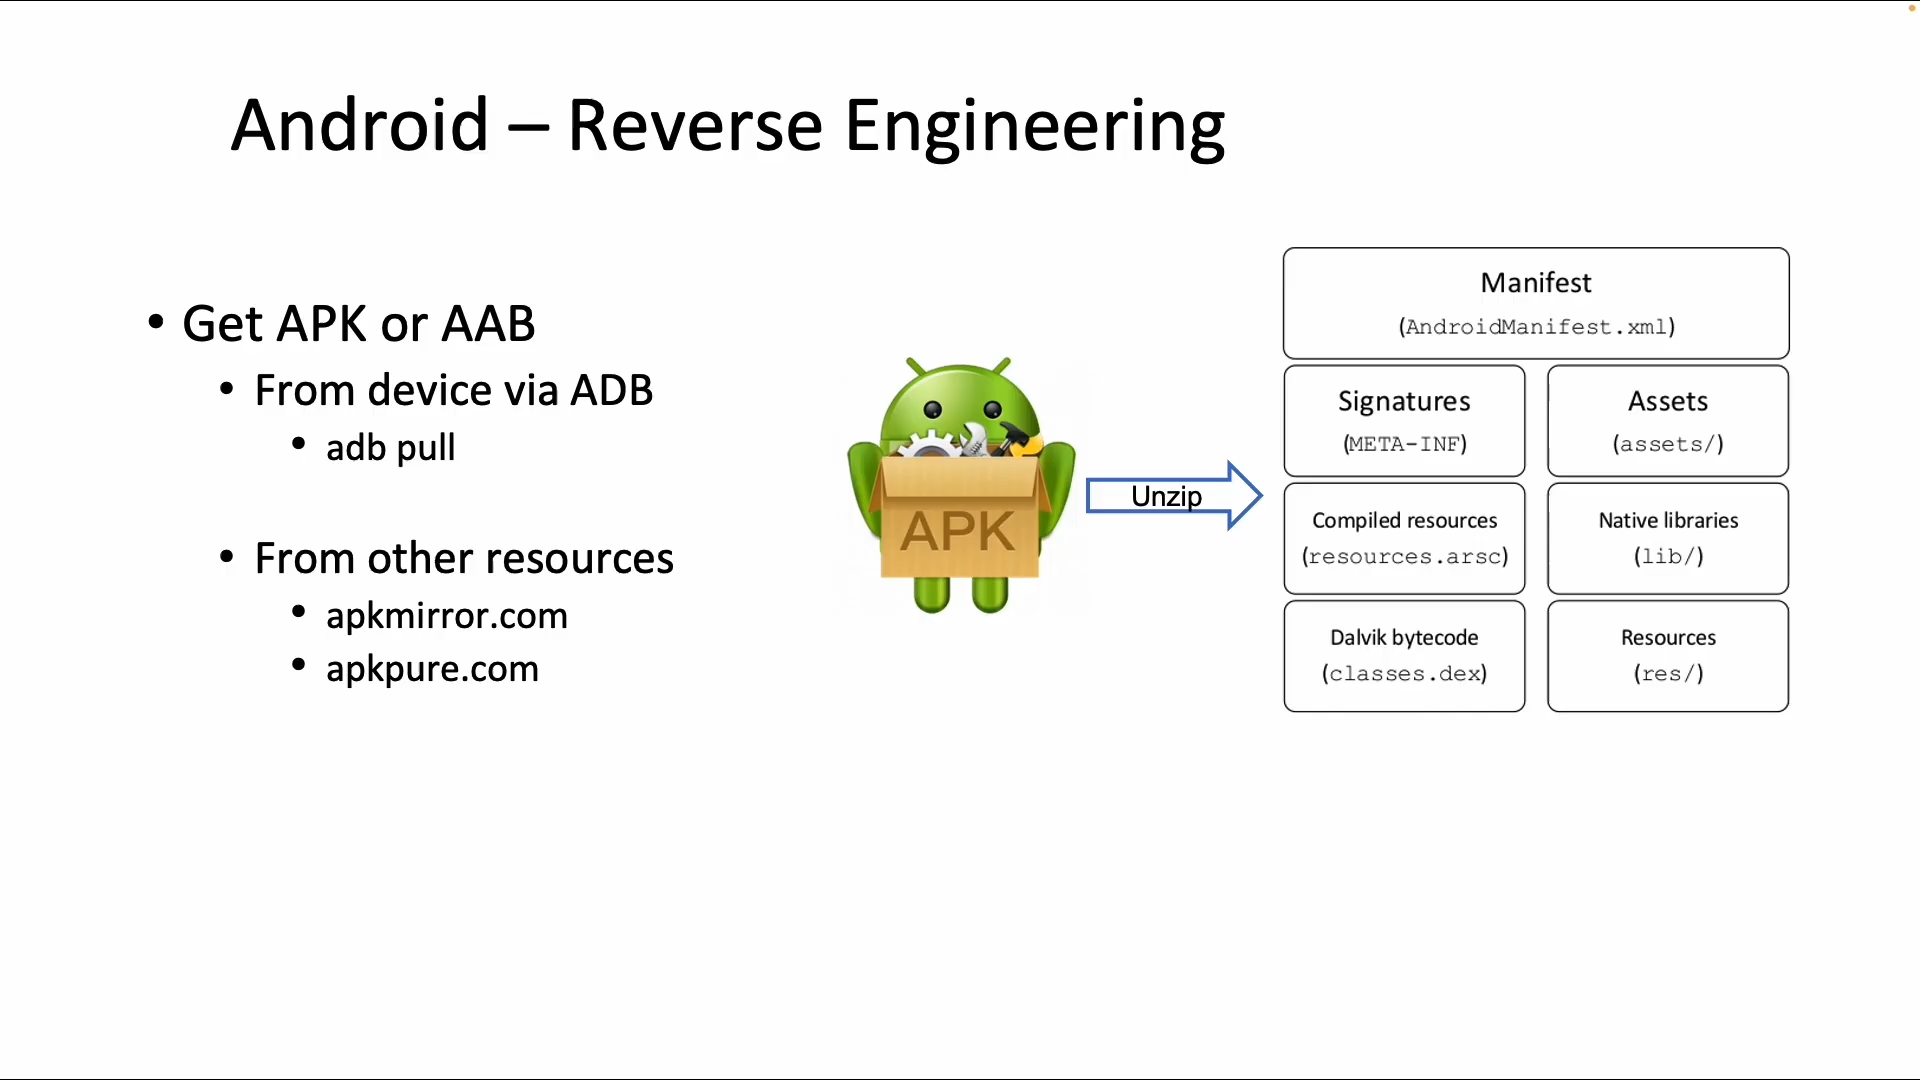 Android – Reverse Engineering
• Get APK or AAB
• From device via ADB
• adb pull
• From other resources
• apkmirror.com
• apkpure.com
APK
Unzip
Manifest
(AndroidManifest.xml)
Signatures
(META-INF)
Assets
(assets/)
Compiled resources
(resources.arsc)
Native libraries
(lib/)
Dalvik bytecode
(classes.dex)
Resources
(res/)